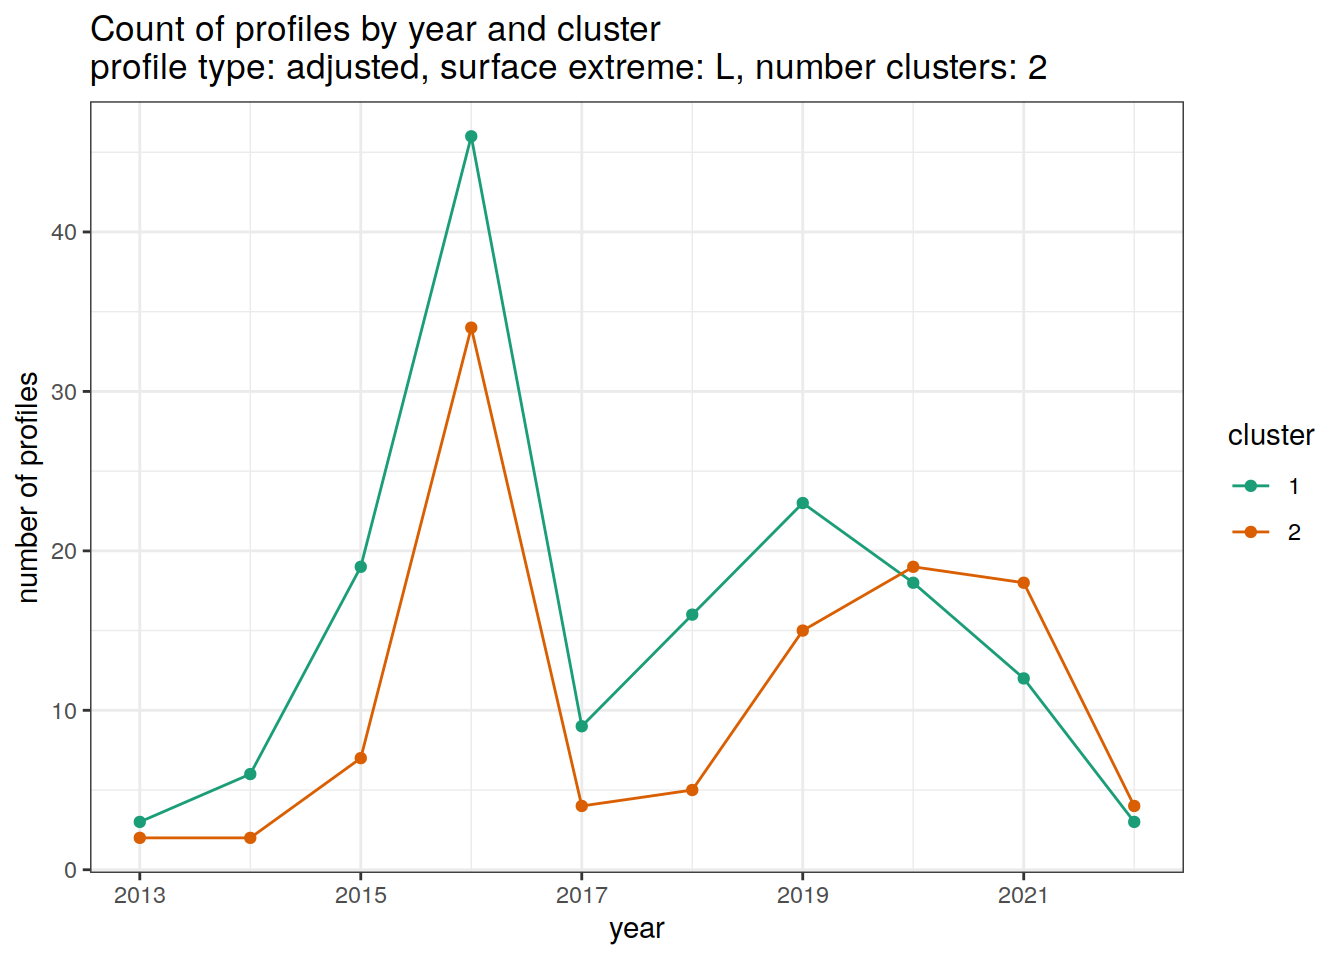 Count of profiles by year and cluster
profile type: adjusted, surface extreme: L, number clusters: 2
number of profiles
40
30
20
10
0
2013 2015 2017 2019 2021
year
cluster
1
2